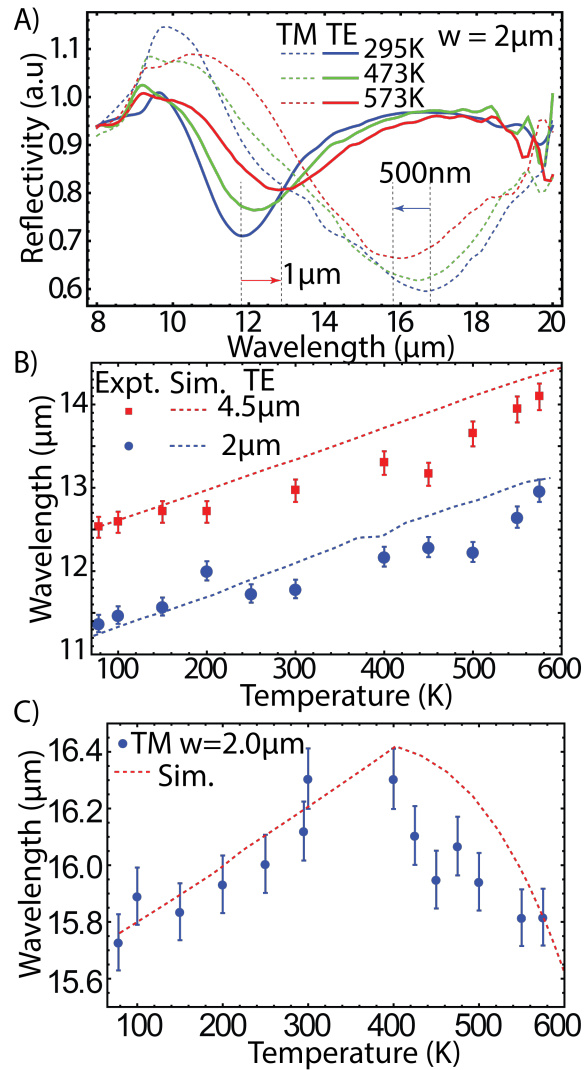 A)
TM TE
w = 2μm
295K
473K
573K
500nm
1μm
Reflectivity (a.u)
1.1
1.0
0.9
0.8
0.7
0.6
8 10 12 14 16 18 20
Wavelength (μm)
B)
Expt. Sim. TE
4.5μm
2μm
Wavelength (μm)
14
13
12
11
100 200 300 400 500 600
Temperature (K)
C)
TM w=2.0μm
Sim.
Wavelength (μm)
16.4
16.2
16.0
15.8
15.6
100 200 300 400 500 600
Temperature (K)